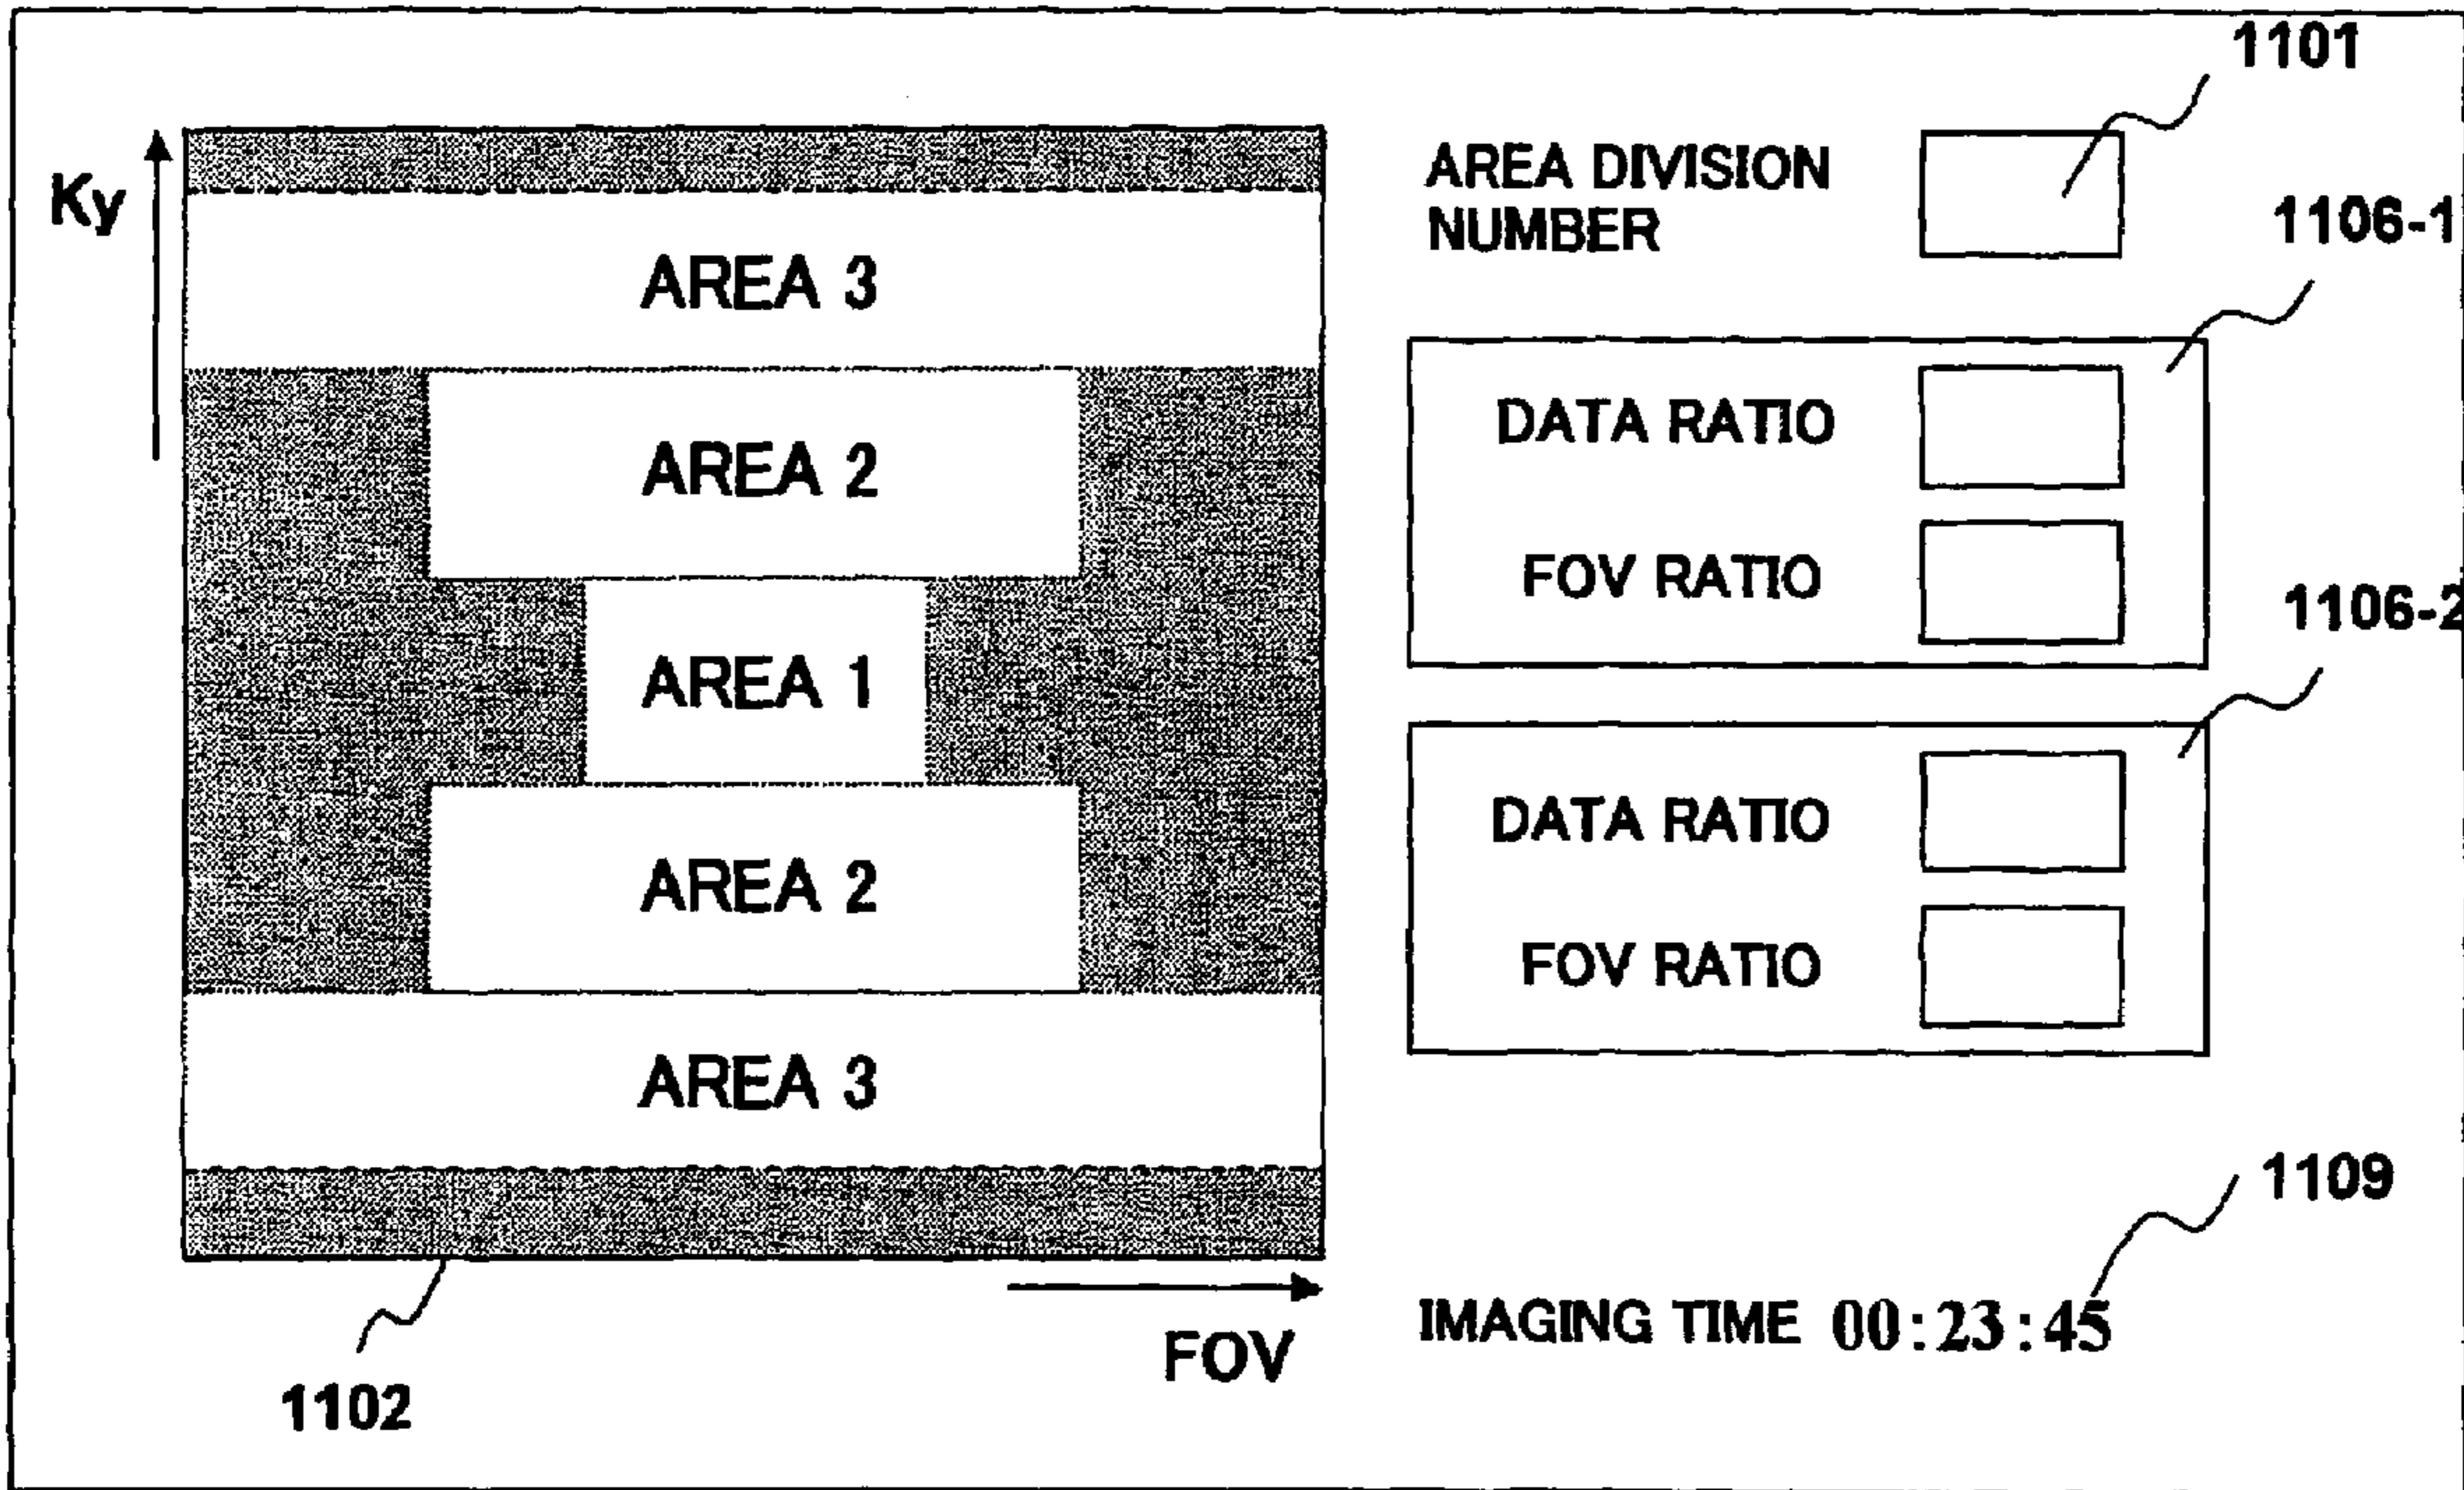 1101
AREA DIVISION
NUMBER
1106-1
Ky
AREA 3
DATA RATIO
AREA 2
FOV RATIO
1106-2
AREA 1
DATA RATIO
AREA 2
FOV RATIO
AREA 3
1109
IMAGING TIME 00:23:45
FOV
1102